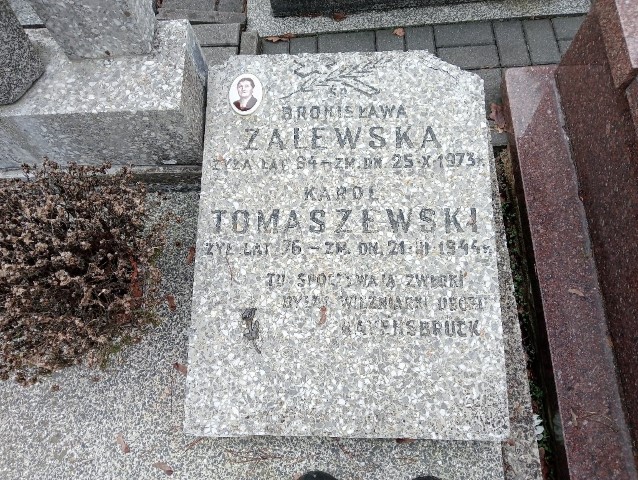 Ś.P.
BRONISŁAWA
ZALEWSKA
ŻYŁA LAT 84 – ZM. DN. 25.X.1973 R.
KAROL
TOMASZEWSKI
ŻYŁ LAT 76 – ZM. DN. 21.III.1944 R.
TU SPOCZYWAJĄ ZWŁOKI
BYŁEJ WIĘŹNIARKI OBOZU
RAVENSBRUCK